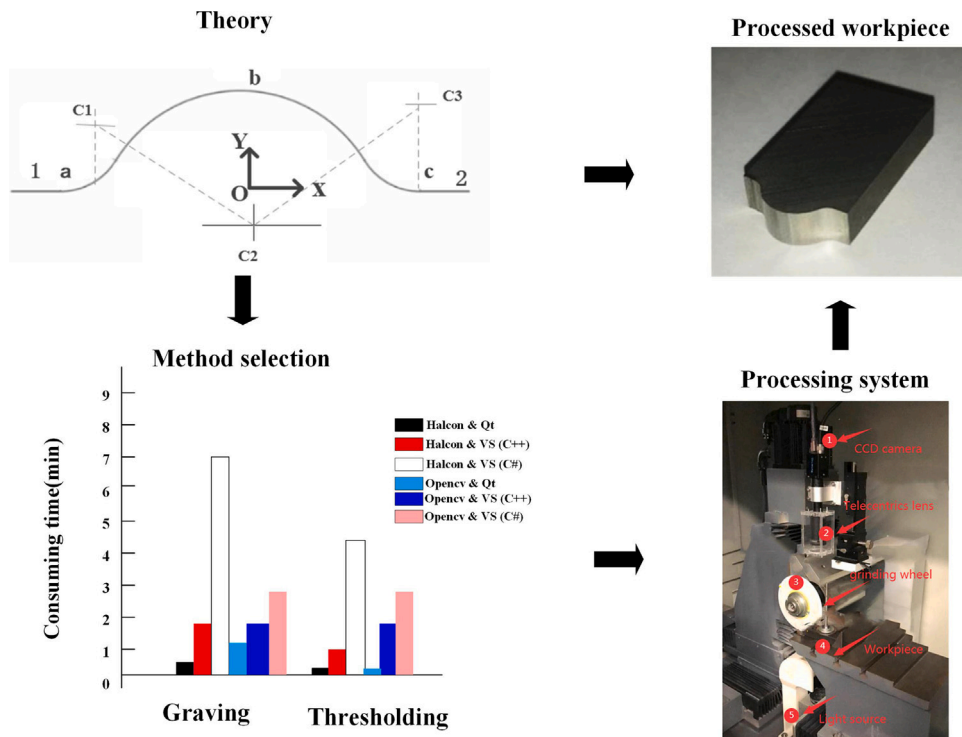 Theory
b
C1
C3
Y
1
a
c
2
O
X
C2
Processed workpiece
Method selection
Consuming time(min)
9
8
7
6
5
4
3
2
1
0
Halcon & Qt
Halcon & VS (C++)
Halcon & VS (C#)
Opencv & Qt
Opencv & VS (C++)
Opencv & VS (C#)
Graving
Thresholding
Processing system
1
CCD camera
Telecentrics lens
2
3
grinding wheel
4
Workpiece
5
Light source